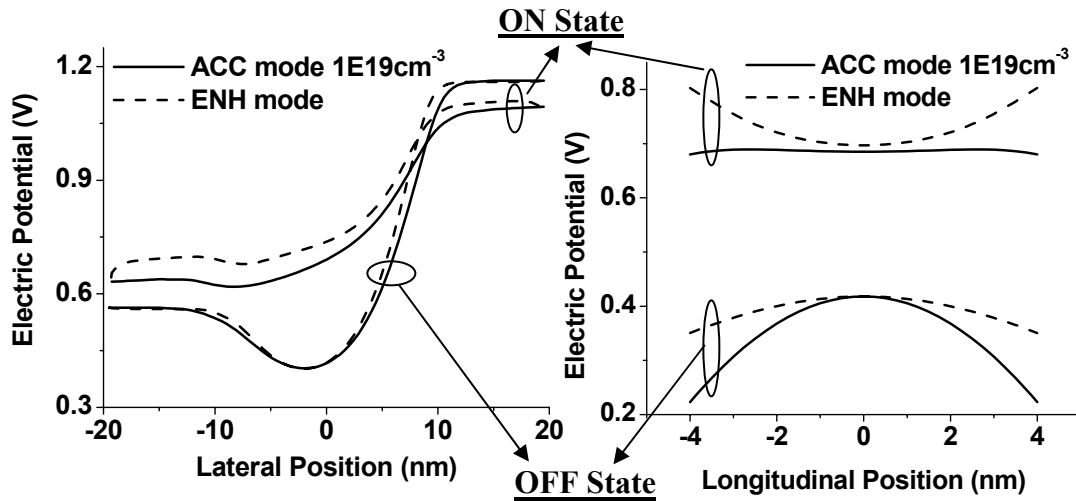 ON State
ACC mode 1E19cm-3
ENH mode
1.2
0.9
0.6
0.3
-20
-10
0
10
20
Electric Potential (V)
Lateral Position (nm)
ACC mode 1E19cm-3
ENH mode
0.8
0.6
0.4
0.2
-4
-2
0
2
4
Electric Potential (V)
Longitudinal Position (nm)
OFF State